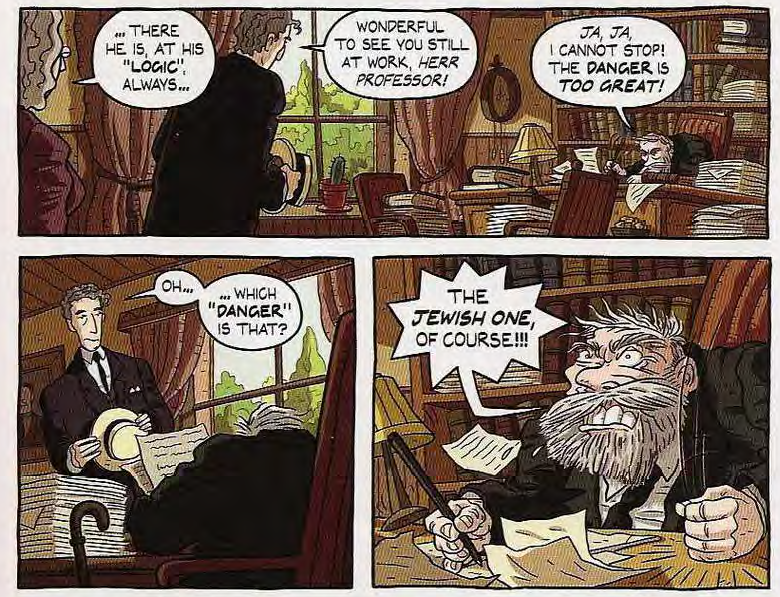 ... THERE
HE IS, AT HIS
"LOGIC",
ALWAYS...
WONDERFUL
TO SEE YOU STILL
AT WORK, HERR
PROFESSOR!
JA, JA,
I CANNOT STOP!
THE DANGER IS
TOO GREAT!
OH...
... WHICH
"DANGER"
IS THAT?
THE
JEWISH ONE,
OF COURSE!!!